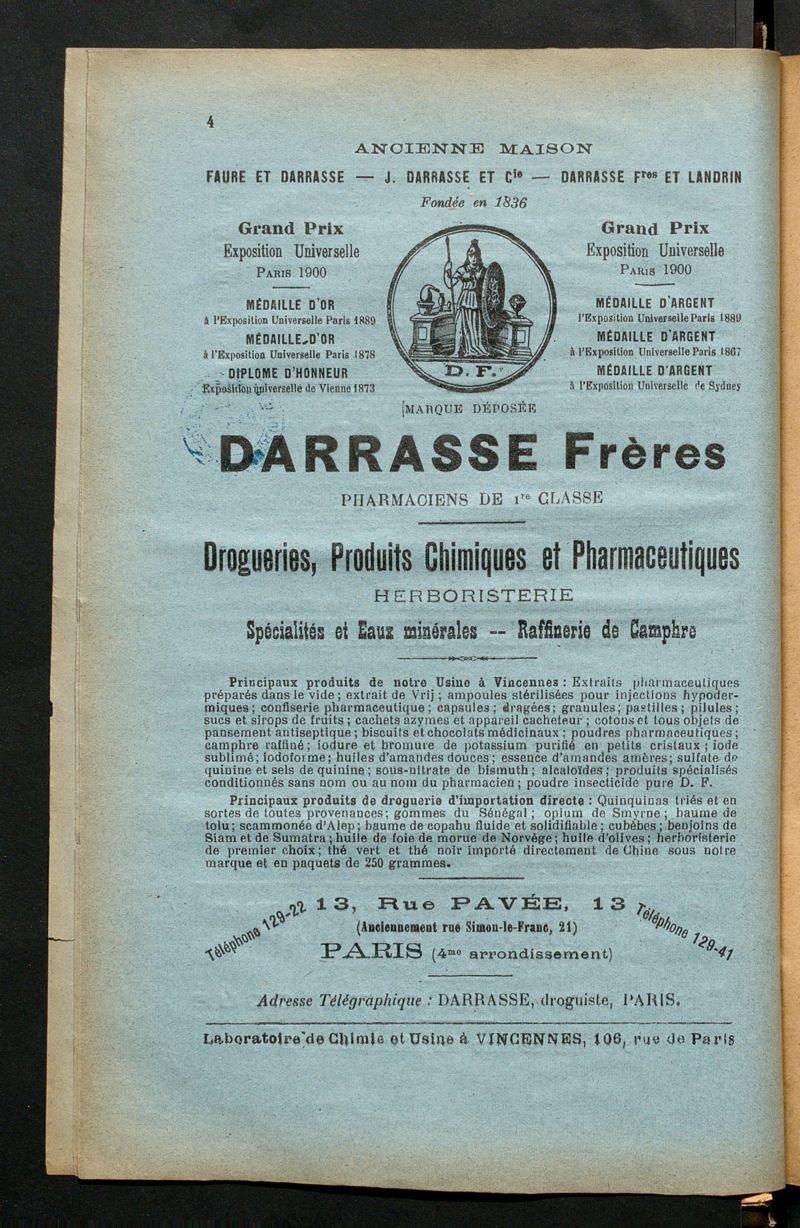 4
ANCIENNE MAISON
FAURE ET DARRASSE — J. DARRASSE ET Cie — DARRASSE Fres ET LANDRIN
Fondée en 1836
Grand Prix
Exposition Universelle
PARIS 1900
MÉDAILLE D'OR
à l'Exposition Universelle Paris 1889
MÉDAILLE D'OR
à l'Exposition Universelle Paris 1878
DIPLOME D'HONNEUR
Exposition universelle de Vienne 1873
D. F.
Grand Prix
Exposition Universelle
PARIS 1900
MÉDAILLE D'ARGENT
l'Exposition Universelle Paris 1889
MÉDAILLE D'ARGENT
à l'Exposition Universelle Paris 1867
MÉDAILLE D'ARGENT
à l'Exposition Universelle de Sydney
MARQUE DÉPOSÉE
DARRASSE Frères
PHARMACIENS DE 1re CLASSE
Drogueries, Produits Chimiques et Pharmaceutiques
HERBORISTERIE
Spécialités et Eaux minérales — Raffinerie de Camphre
Principaux produits de notre Usine à Vincennes : Extraits pharmaceutiques
préparés dans le vide ; extrait de Vrij ; ampoules stérilisées pour injections hypoder-
miques ; confiserie pharmaceutique ; capsules ; dragées ; granules ; pastilles ; pilules ;
sucs et sirops de fruits ; cachets azymes et appareil cacheteur ; cotons et tous objets de
pansement antiseptique ; biscuits et chocolats médicinaux ; poudres pharmaceutiques ;
camphre raffiné ; iodure et bromure de potassium purifié en petits cristaux ; iode
sublimé ; iodoforme ; huiles d'amandes douces ; essence d'amandes amères ; sulfate de
quinine et sels de quinine ; sous-nitrate de bismuth ; alcaloïdes ; produits spécialisés
conditionnés sans nom ou au nom du pharmacien ; poudre insecticide pure D. F.
Principaux produits de droguerie d'importation directe : Quinquinas triés et en
sortes de toutes provenances ; gommes du Sénégal ; opium de Smyrne ; baume de
tolu ; scammonée d'Alep ; baume de copahu fluide et solidifiable ; cubèbes ; benjoins de
Siam et de Sumatra ; huile de foie de morue de Norvége ; huile d'olives ; herboristerie
de premier choix ; thé vert et thé noir importé directement de Chine sous notre
marque et en paquets de 250 grammes.
Téléphone 129-22
13, Rue PAVÉE, 13
Téléphone 129-41
(Anciennement rue Simon-le-Franc, 21)
PARIS (4me arrondissement)
Adresse Télégraphique : DARRASSE, droguiste, PARIS.
Laboratoire de Chimie et Usine à VINCENNES, 106, rue de Paris